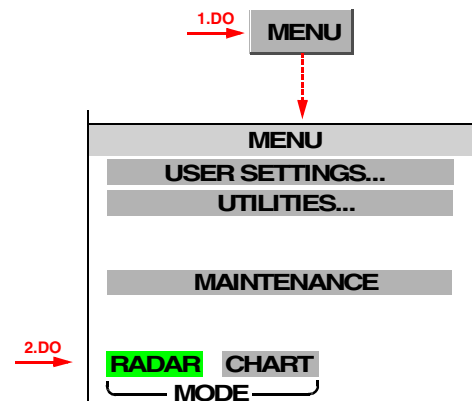 1.DO
MENU
MENU
USER SETTINGS...
UTILITIES...
MAINTENANCE
2.DO
RADAR CHART
MODE